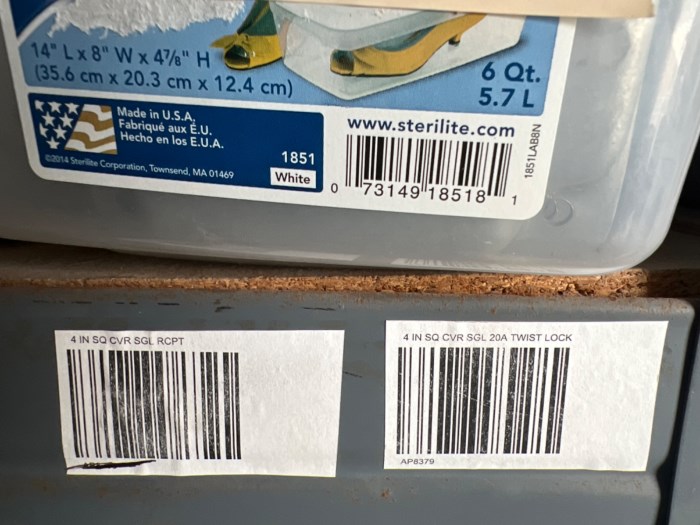 14" L x 8" W x 4⅞" H
(35.6 cm x 20.3 cm x 12.4 cm)
6 Qt.
5.7 L
Made in U.S.A.
Fabriqué aux É.U.
Hecho en los E.U.A.
©2014 Sterilite Corporation, Townsend, MA 01469
1851
White
www.sterilite.com
0 73149 18518 1
1851LAB8N
4 IN SQ CVR SGL RCPT
4 IN SQ CVR SGL 20A TWIST LOCK
AP8379